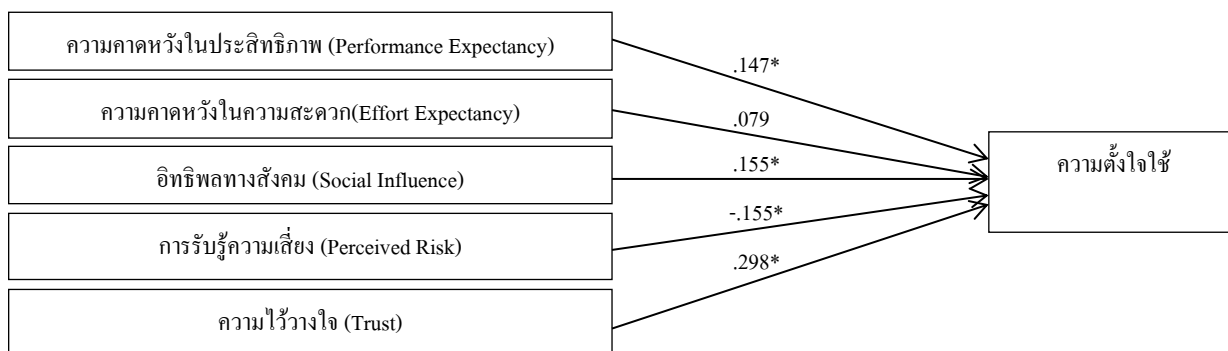 ความคาดหวังในประสิทธิภาพ (Performance Expectancy)
.147*
ความคาดหวังในความสะดวก(Effort Expectancy)
.079
ความตั้งใจใช้
อิทธิพลทางสังคม (Social Influence)
.155*
การรับรู้ความเสี่ยง (Perceived Risk)
-.155*
.298*
ความไว้วางใจ (Trust)